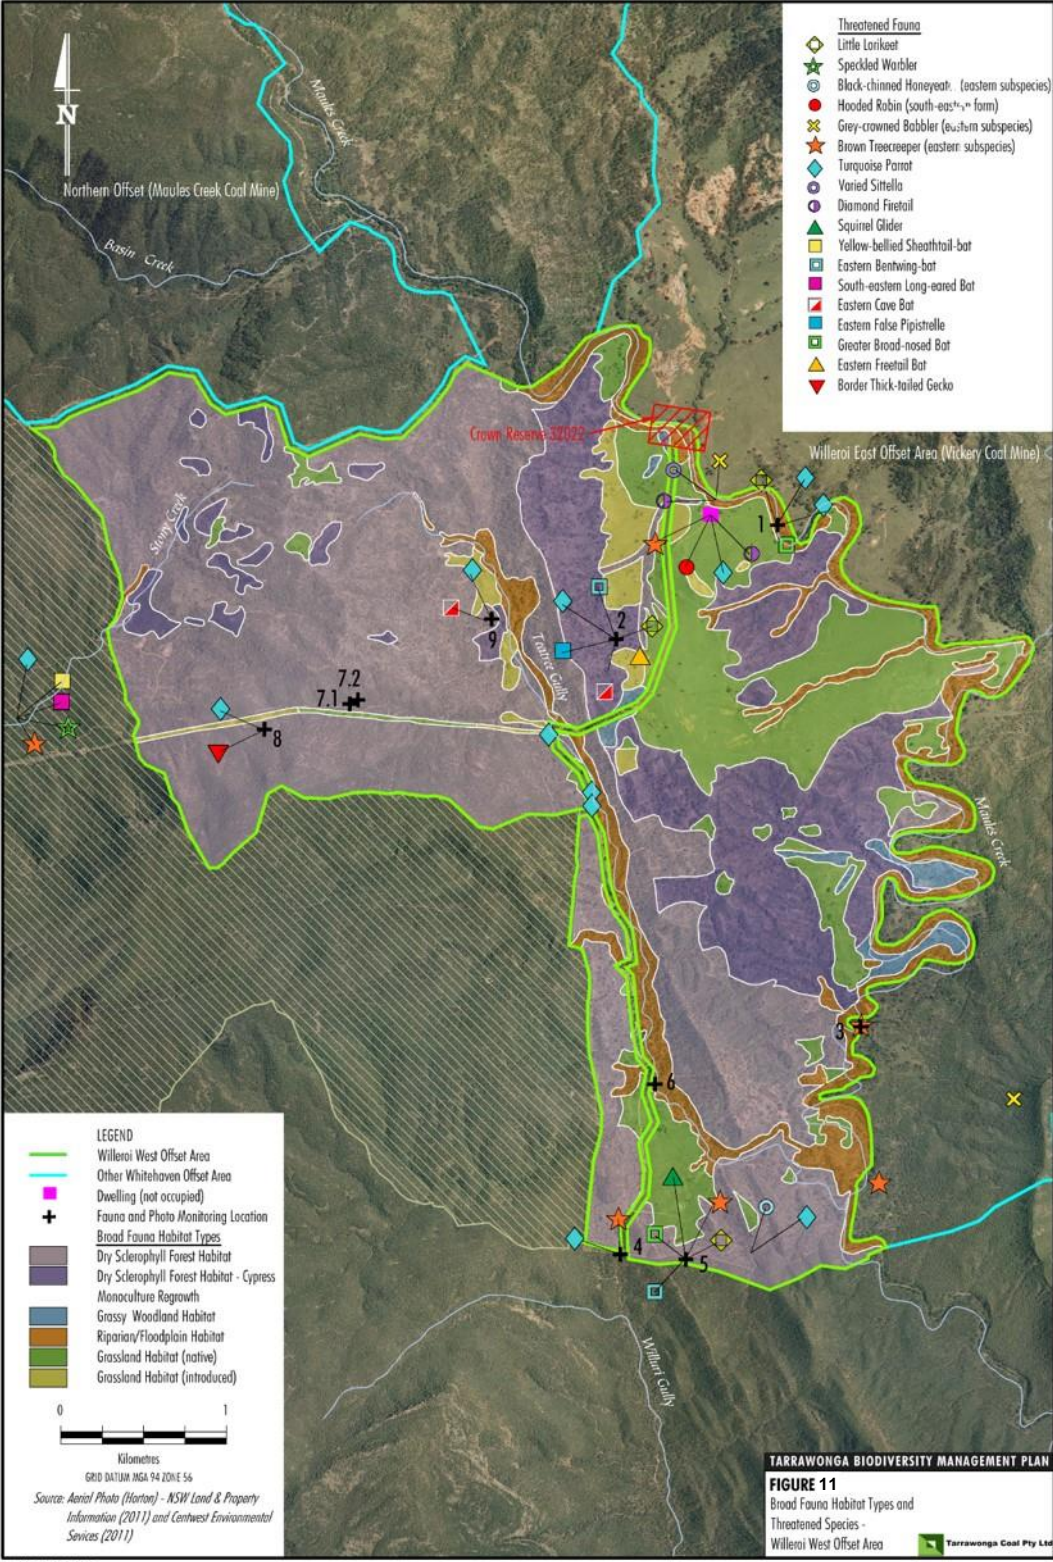 Threatened Fauna
Little Lorikeet
Speckled Warbler
Black-chinned Honeyeat (eastern subspecies)
Hooded Robin (south-eastern form)
Grey-crowned Babbler (eastern subspecies)
Brown Treecreeper (eastern subspecies)
Turquoise Parrot
Varied Sittella
Diamond Firetail
Squirrel Glider
Yellow-bellied Sheathtail-bat
Eastern Bentwing-bat
South-eastern Long-eared Bat
Eastern Cave Bat
Eastern False Pipistrelle
Greater Broad-nosed Bat
Eastern Freetail Bat
Border Thick-tailed Gecko
N
Maules Creek
Northern Offset (Maules Creek Coal Mine)
Basin Creek
Crown Reserve 32022
Willeroi East Offset Area (Vickery Coal Mine)
Stony Creek
1
2
9
Teatree Gully
7.2
7.1
8
Maules Creek
3
6
4
5
Willuri Gully
LEGEND
Willeroi West Offset Area
Other Whitehaven Offset Area
Dwelling (not occupied)
Fauna and Photo Monitoring Location
Broad Fauna Habitat Types
Dry Sclerophyll Forest Habitat
Dry Sclerophyll Forest Habitat - Cypress
Monoculture Regrowth
Grassy Woodland Habitat
Riparian/Floodplain Habitat
Grassland Habitat (native)
Grassland Habitat (introduced)
0 1
Kilometres
GRID DATUM MGA 94 ZONE 56
Source: Aerial Photo (Horton) - NSW Land & Property
Information (2011) and Centwest Environmental
Sevices (2011)
TARRAWONGA BIODIVERSITY MANAGEMENT PLAN
FIGURE 11
Broad Fauna Habitat Types and
Threatened Species -
Willeroi West Offset Area
Tarrawonga Coal Pty Ltd